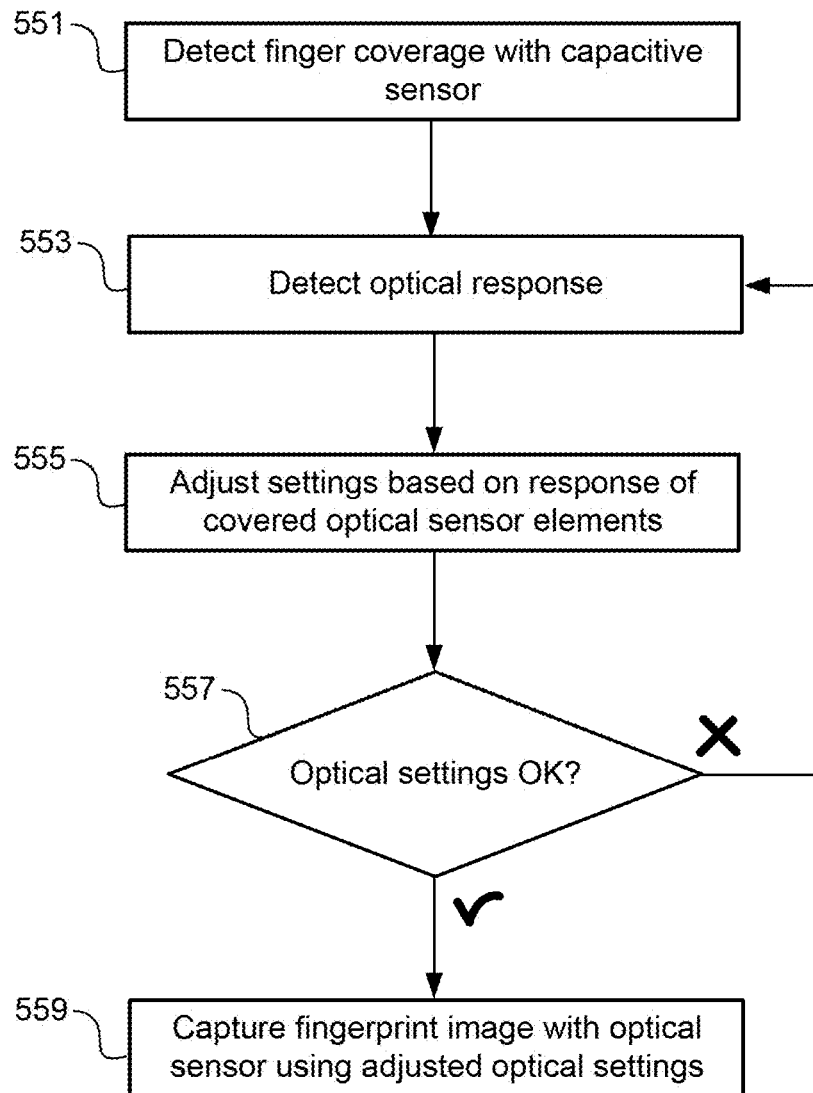 551
Detect finger coverage with capacitive
sensor
553
Detect optical response
555
Adjust settings based on response of
covered optical sensor elements
557
Optical settings OK?
559
Capture fingerprint image with optical
sensor using adjusted optical settings